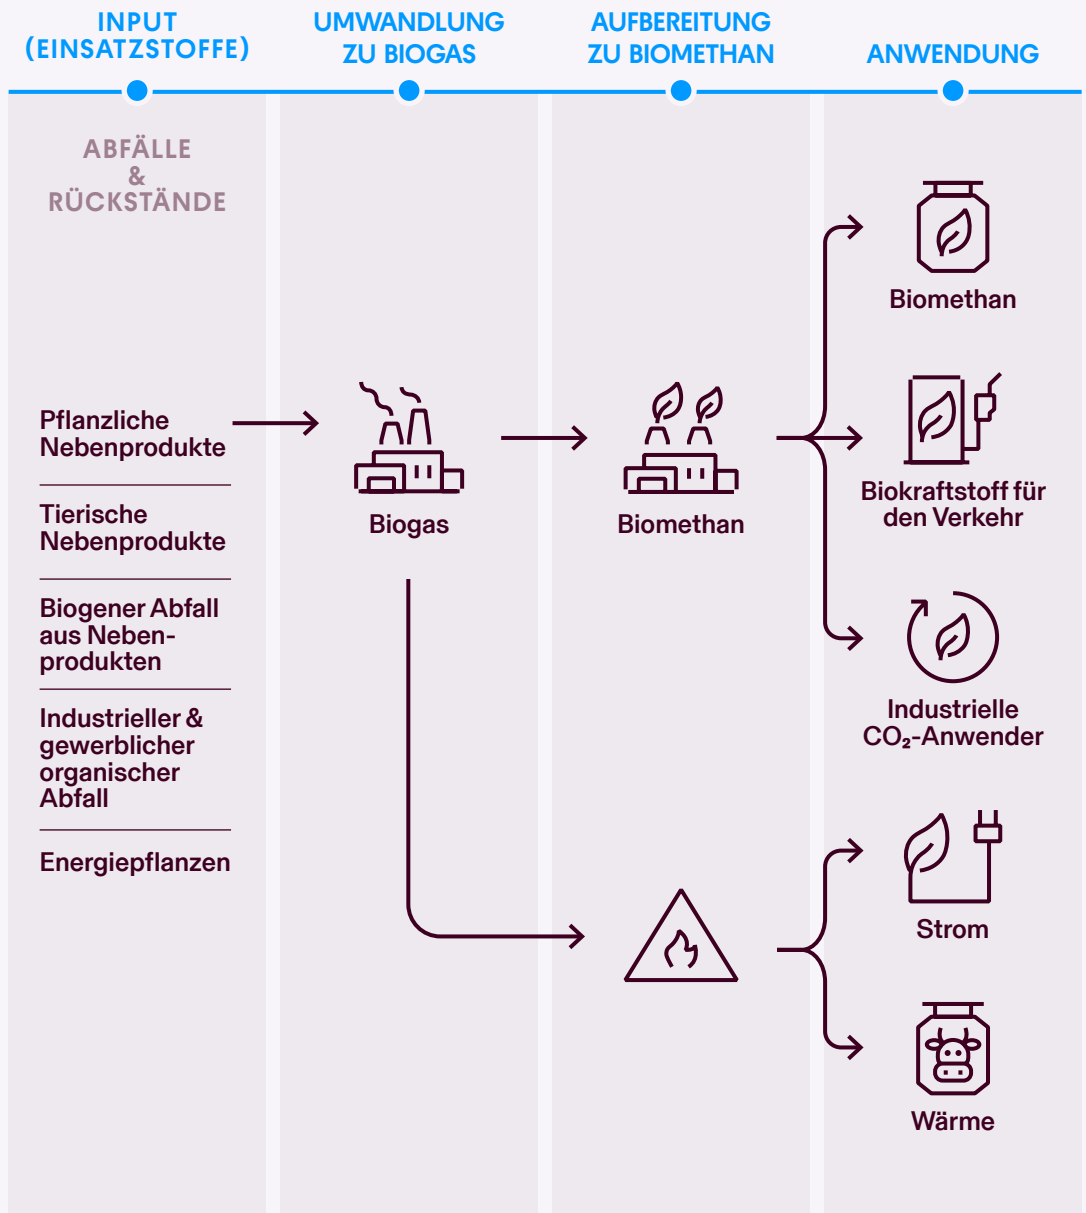 INPUT
(EINSATZSTOFFE)
UMWANDLUNG
ZU BIOGAS
AUFBEREITUNG
ZU BIOMETHAN
ANWENDUNG
ABFÄLLE
&
RÜCKSTÄNDE
Pflanzliche
Nebenprodukte
Tierische
Nebenprodukte
Biogener Abfall
aus Neben-
produkten
Industrieller &
gewerblicher
organischer
Abfall
Energiepflanzen
Biogas
Biomethan
Biomethan
Biokraftstoff für
den Verkehr
Industrielle
CO₂-Anwender
Strom
Wärme